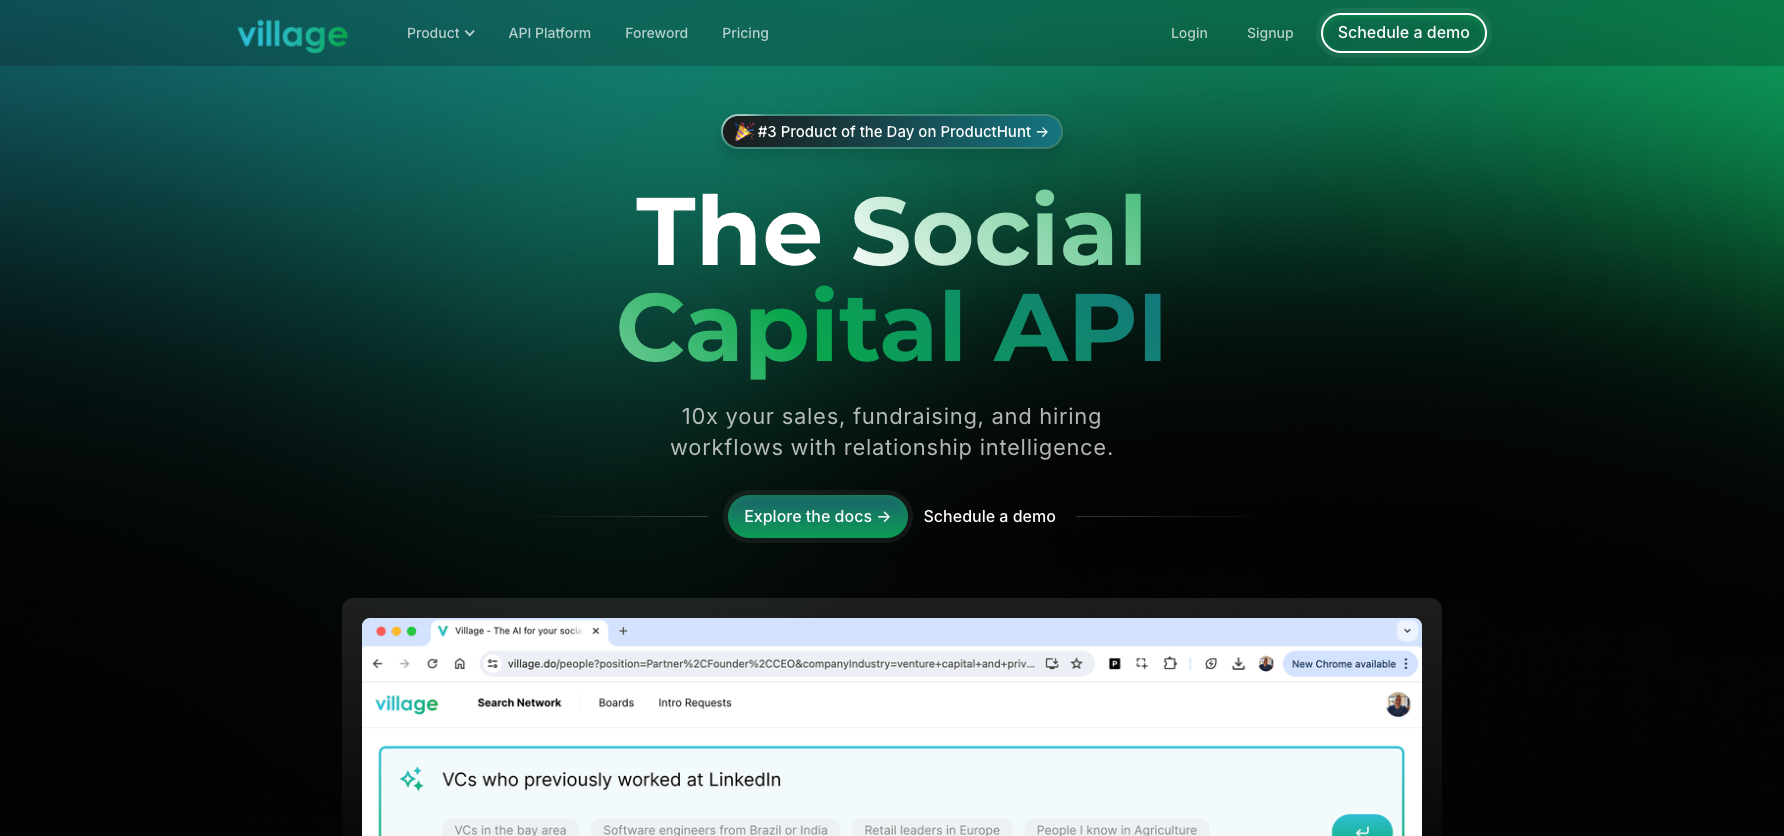 village
Product
API Platform
Foreword
Pricing
Login
Signup
Schedule a demo
#3 Product of the Day on ProductHunt →
The Social
Capital API
10x your sales, fundraising, and hiring
workflows with relationship intelligence.
Explore the docs →
Schedule a demo
Village - The AI for your socia
village.do/people?position=Partner%2CFounder%2CCEO&companyIndustry=venture+capital+and+priv...
New Chrome available
village
Search Network
Boards
Intro Requests
VCs who previously worked at LinkedIn
VCs in the bay area
Software engineers from Brazil or India
Retail leaders in Europe
People I know in Agriculture